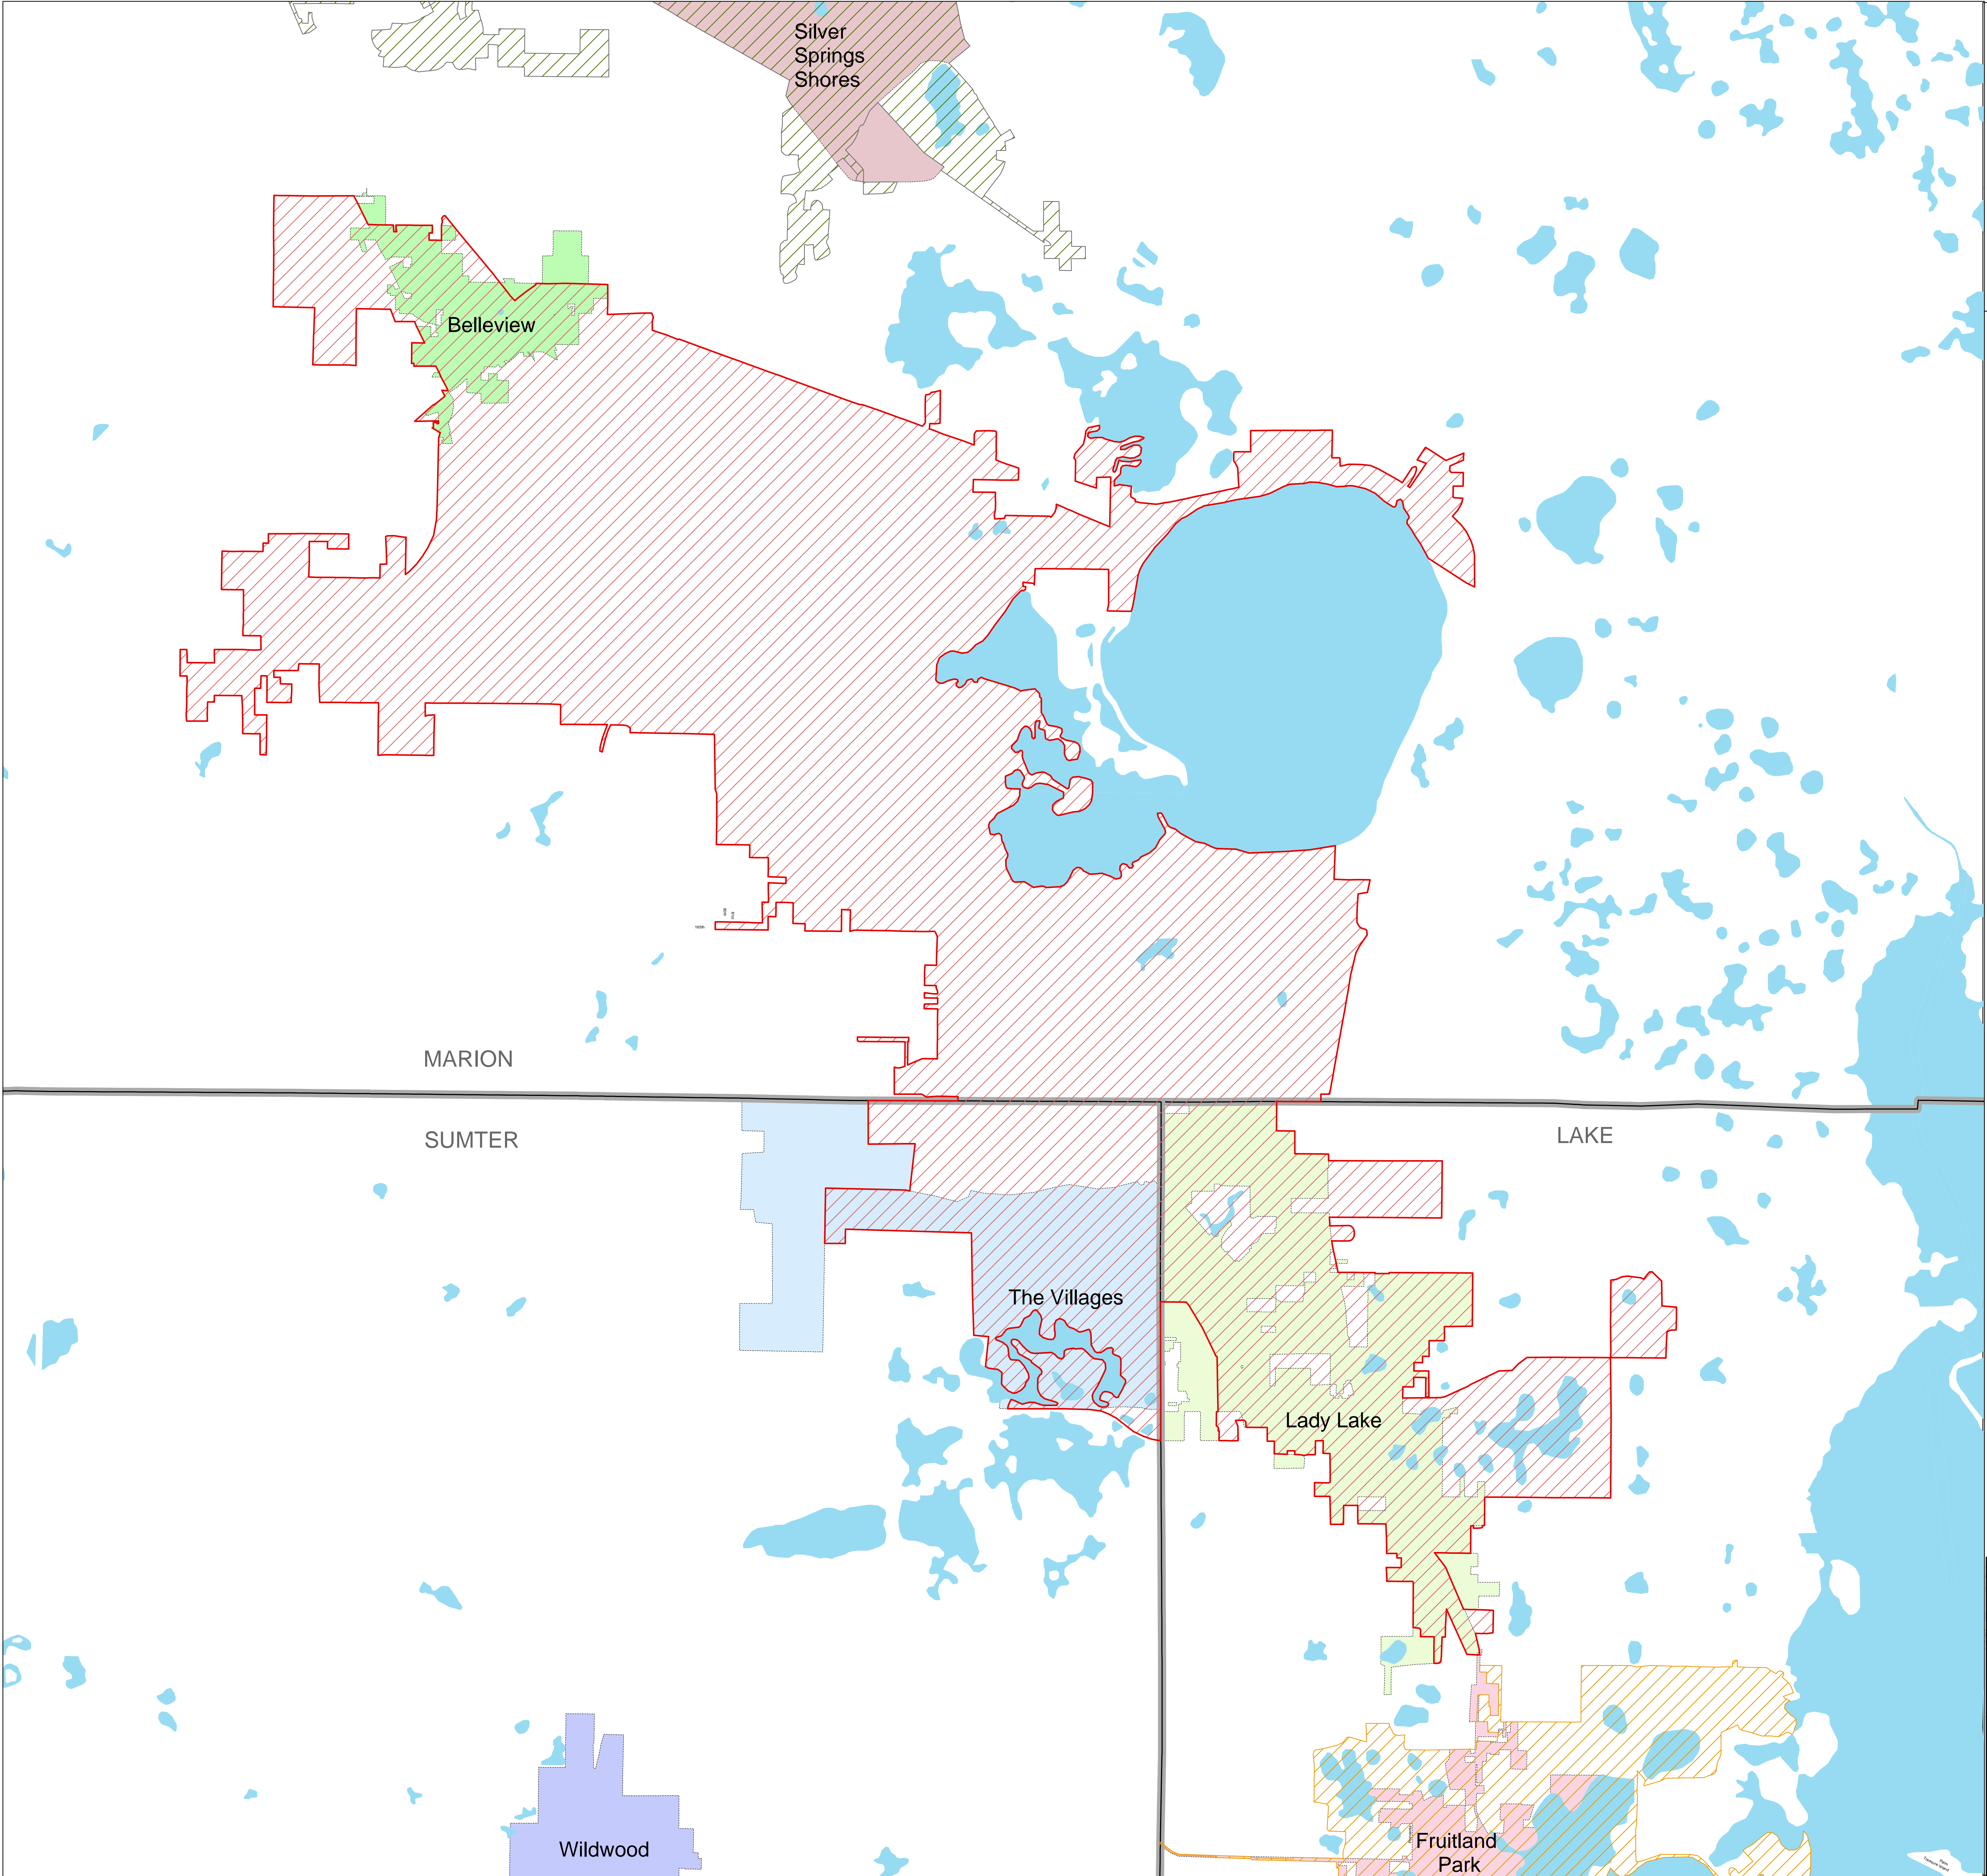 Silver
Springs
Shores
Belleview
MARION
SUMTER
LAKE
The Villages
Lady Lake
Wildwood
Fruitland
Park